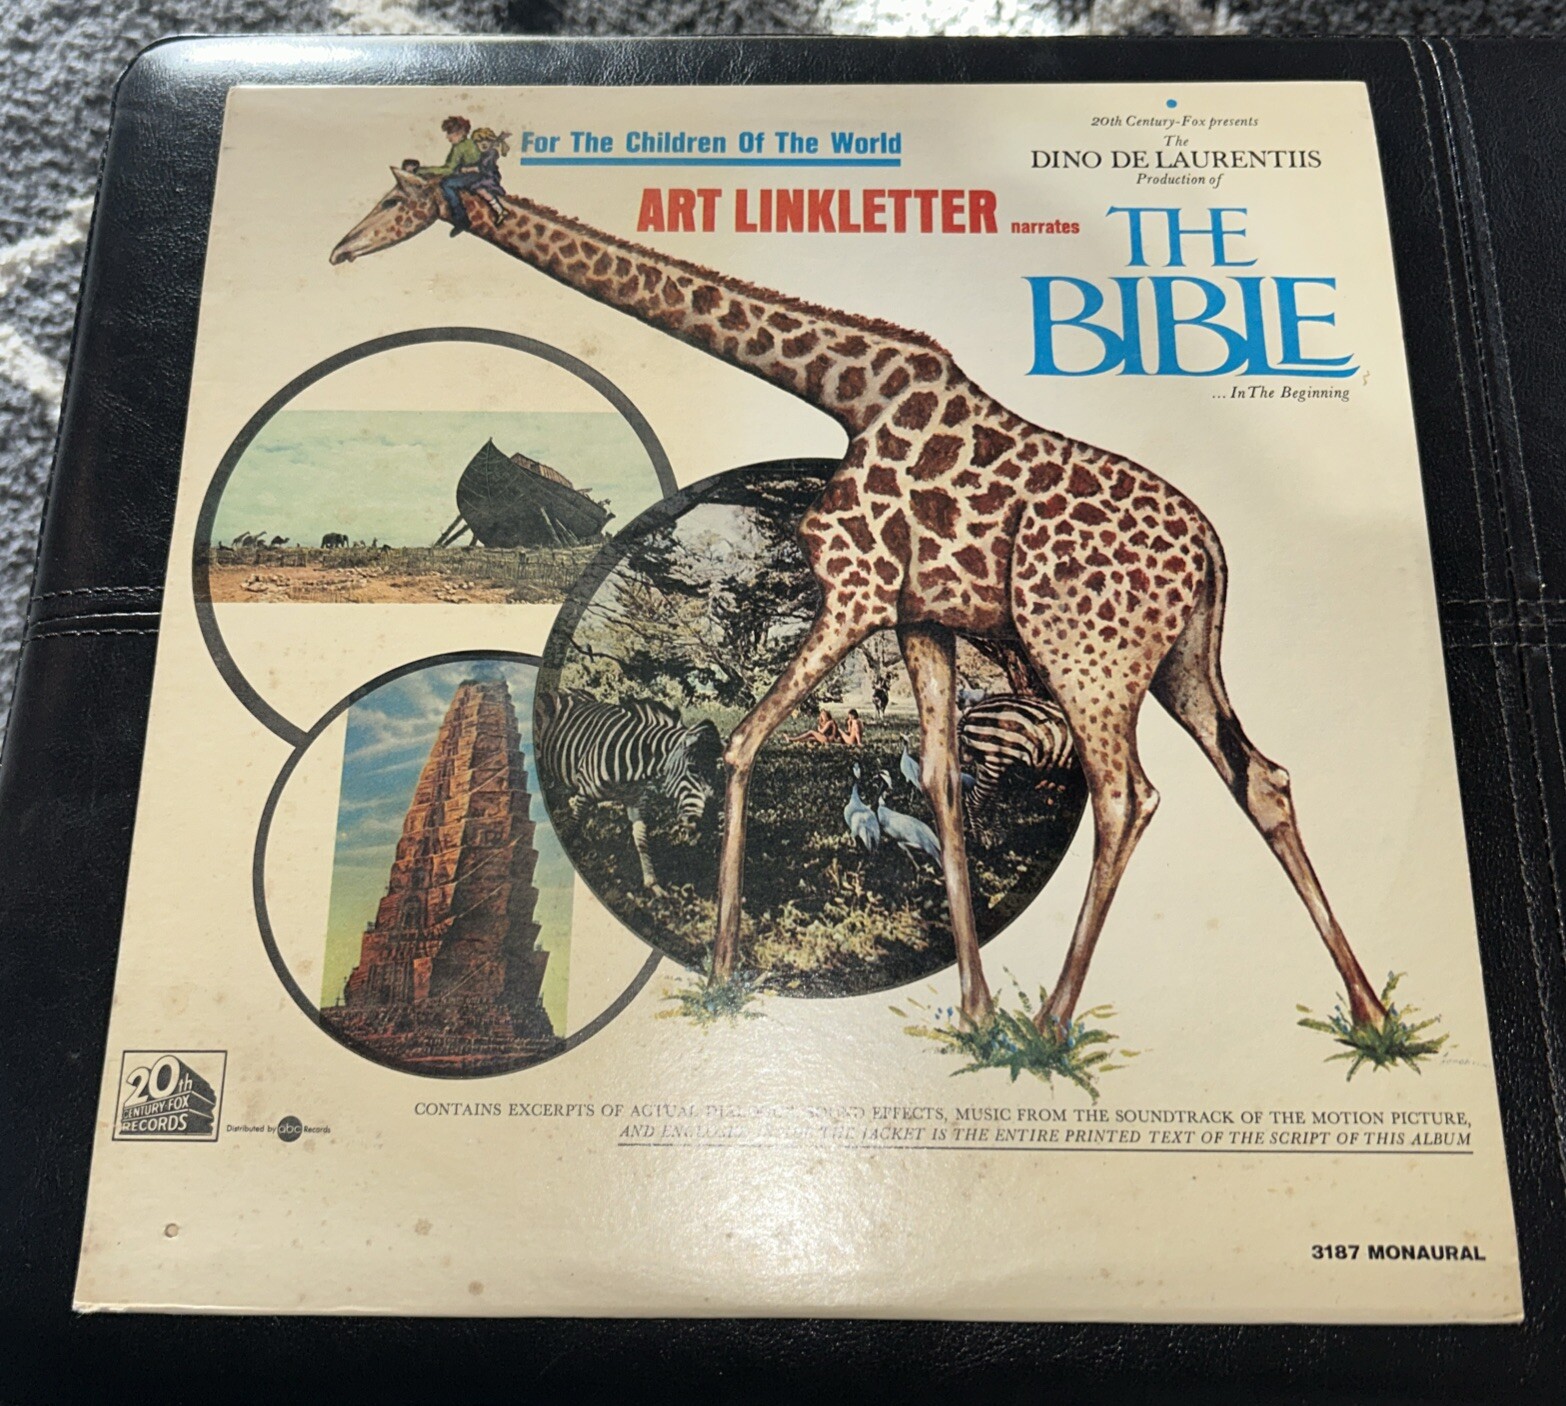 For The Children Of The World
ART LINKLETTER narrates
20th Century-Fox presents
The
DINO DE LAURENTIIS
Production of
THE
BIBLE
... In The Beginning
20th
CENTURY-FOX
RECORDS
Distributed by abc Records
CONTAINS EXCERPTS OF ACTUAL DIALOGUE, SOUND EFFECTS, MUSIC FROM THE SOUNDTRACK OF THE MOTION PICTURE,
AND ENCLOSED THE JACKET IS THE ENTIRE PRINTED TEXT OF THE SCRIPT OF THIS ALBUM
3187 MONAURAL